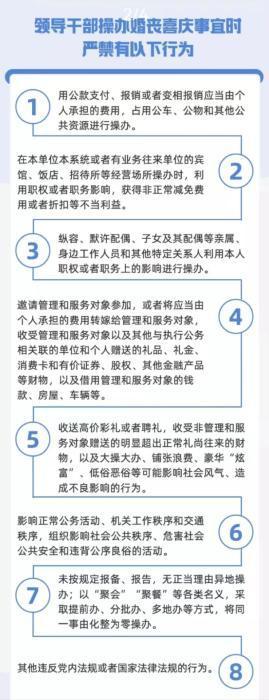 领导干部操办婚丧喜庆事宜时
严禁有以下行为
1
用公款支付、报销或者变相报销应当由个
人承担的费用，占用公车、公物和其他公
共资源进行操办。
2
在本单位本系统或者有业务往来单位的宾
馆、饭店、招待所等经营场所操办时，利
用职权或者职务影响，获得非正常减免费
用或者折扣等不当利益。
3
纵容、默许配偶、子女及其配偶等亲属、
身边工作人员和其他特定关系人利用本人
职权或者职务上的影响进行操办。
4
邀请管理和服务对象参加，或者将应当由
个人承担的费用转嫁给管理和服务对象，
收受管理和服务对象以及其他与执行公务
相关联的单位和个人赠送的礼品、礼金、
消费卡和有价证券、股权、其他金融产品
等财物，以及借用管理和服务对象的钱
款、房屋、车辆等。
5
收送高价彩礼或者聘礼，收受非管理和服
务对象赠送的明显超出正常礼尚往来的财
物，以及大操大办、铺张浪费、豪华“炫
富”、低俗恶俗等可能影响社会风气、造
成不良影响的行为。
6
影响正常公务活动、机关工作秩序和交通
秩序，组织影响社会公共秩序、危害社会
公共安全和违背公序良俗的活动。
7
未按规定报备、报告，无正当理由异地操
办；以“聚会”“聚餐”等各类名义，采
取提前办、分批办、多地办等方式，将同
一事由化整为零操办。
8
其他违反党内法规或者国家法律法规的行为。